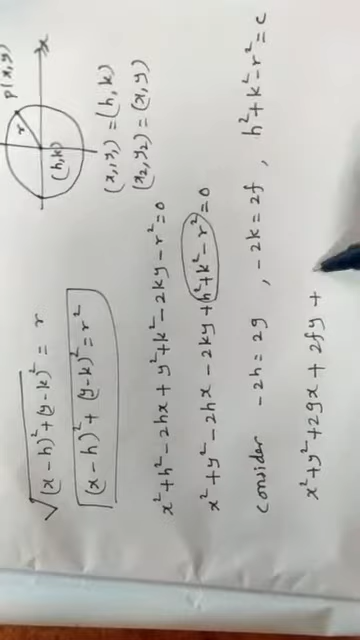 P(x,y)
r
(h,k)
x
(x₁,y₁) = (h,k)
(x₂,y₂) = (x,y)
√(x-h)²+(y-k)² = r
(x-h)² + (y-k)² = r²
x²+h²-2hx+y²+k²-2ky-r²=0
x²+y²-2hx-2ky+h²+k²-r²=0
consider -2h=2g , -2k=2f , h²+k²-r²=c
x²+y²+2gx+2fy+